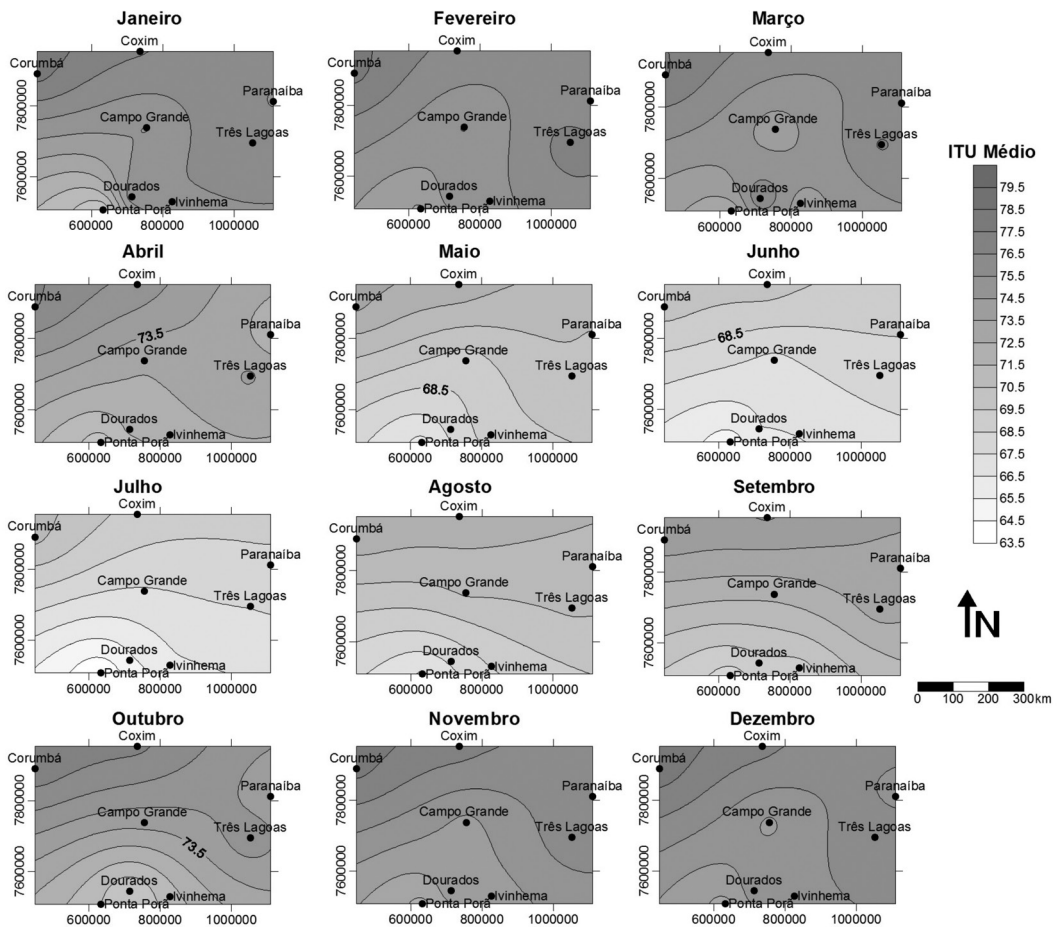 Janeiro
Coxim
Corumbá
Paranaíba
Campo Grande
Três Lagoas
Dourados
Ivinhema
Ponta Porã
7800000
7600000
600000 800000 1000000
Fevereiro
Coxim
Corumbá
Paranaíba
Campo Grande
Três Lagoas
Dourados
Ivinhema
Ponta Porã
7800000
7600000
600000 800000 1000000
Março
Coxim
Corumbá
Paranaíba
Campo Grande
Três Lagoas
Dourados
Ivinhema
Ponta Porã
7800000
7600000
600000 800000 1000000
Abril
Coxim
Corumbá
73.5
Paranaíba
Campo Grande
Três Lagoas
Dourados
Ivinhema
Ponta Porã
7800000
7600000
600000 800000 1000000
Maio
Coxim
Corumbá
Paranaíba
Campo Grande
Três Lagoas
68.5
Dourados
Ivinhema
Ponta Porã
7800000
7600000
600000 800000 1000000
Junho
Coxim
Corumbá
68.5
Paranaíba
Campo Grande
Três Lagoas
Dourados
Ivinhema
Ponta Porã
7800000
7600000
600000 800000 1000000
Julho
Coxim
Corumbá
Paranaíba
Campo Grande
Três Lagoas
Dourados
Ivinhema
Ponta Porã
7800000
7600000
600000 800000 1000000
Agosto
Coxim
Corumbá
Paranaíba
Campo Grande
Três Lagoas
Dourados
Ivinhema
Ponta Porã
7800000
7600000
600000 800000 1000000
Setembro
Coxim
Corumbá
Paranaíba
Campo Grande
Três Lagoas
Dourados
Ivinhema
Ponta Porã
7800000
7600000
600000 800000 1000000
Outubro
Coxim
Corumbá
Paranaíba
Campo Grande
Três Lagoas
73.5
Dourados
Ivinhema
Ponta Porã
7800000
7600000
600000 800000 1000000
Novembro
Coxim
Corumbá
Paranaíba
Campo Grande
Três Lagoas
Dourados
Ivinhema
Ponta Porã
7800000
7600000
600000 800000 1000000
Dezembro
Coxim
Corumbá
Paranaíba
Campo Grande
Três Lagoas
Dourados
Ivinhema
Ponta Porã
7800000
7600000
600000 800000 1000000
ITU Médio
79.5
78.5
77.5
76.5
75.5
74.5
73.5
72.5
71.5
70.5
69.5
68.5
67.5
66.5
65.5
64.5
63.5
N
0 100 200 300 km